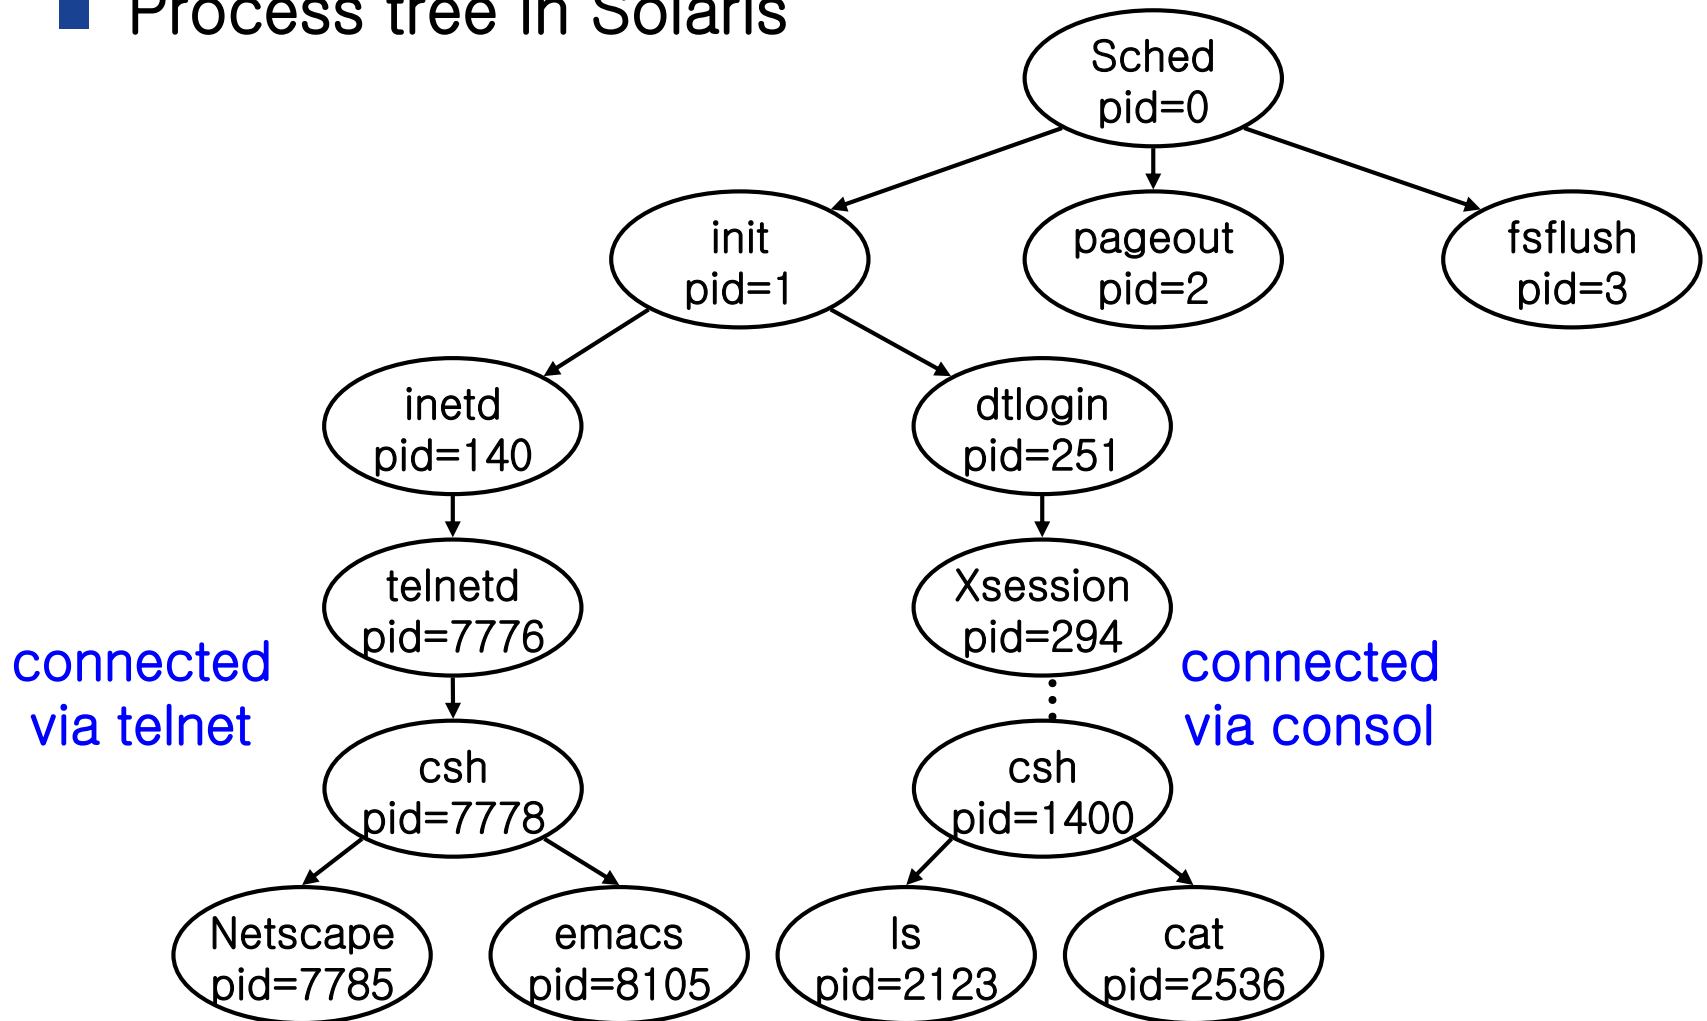 Process tree in Solaris
Sched
pid=0
init
pid=1
pageout
pid=2
fsflush
pid=3
inetd
pid=140
dtlogin
pid=251
telnetd
pid=7776
Xsession
pid=294
connected
via telnet
connected
via consol
csh
pid=7778
csh
pid=1400
Netscape
pid=7785
emacs
pid=8105
ls
pid=2123
cat
pid=2536